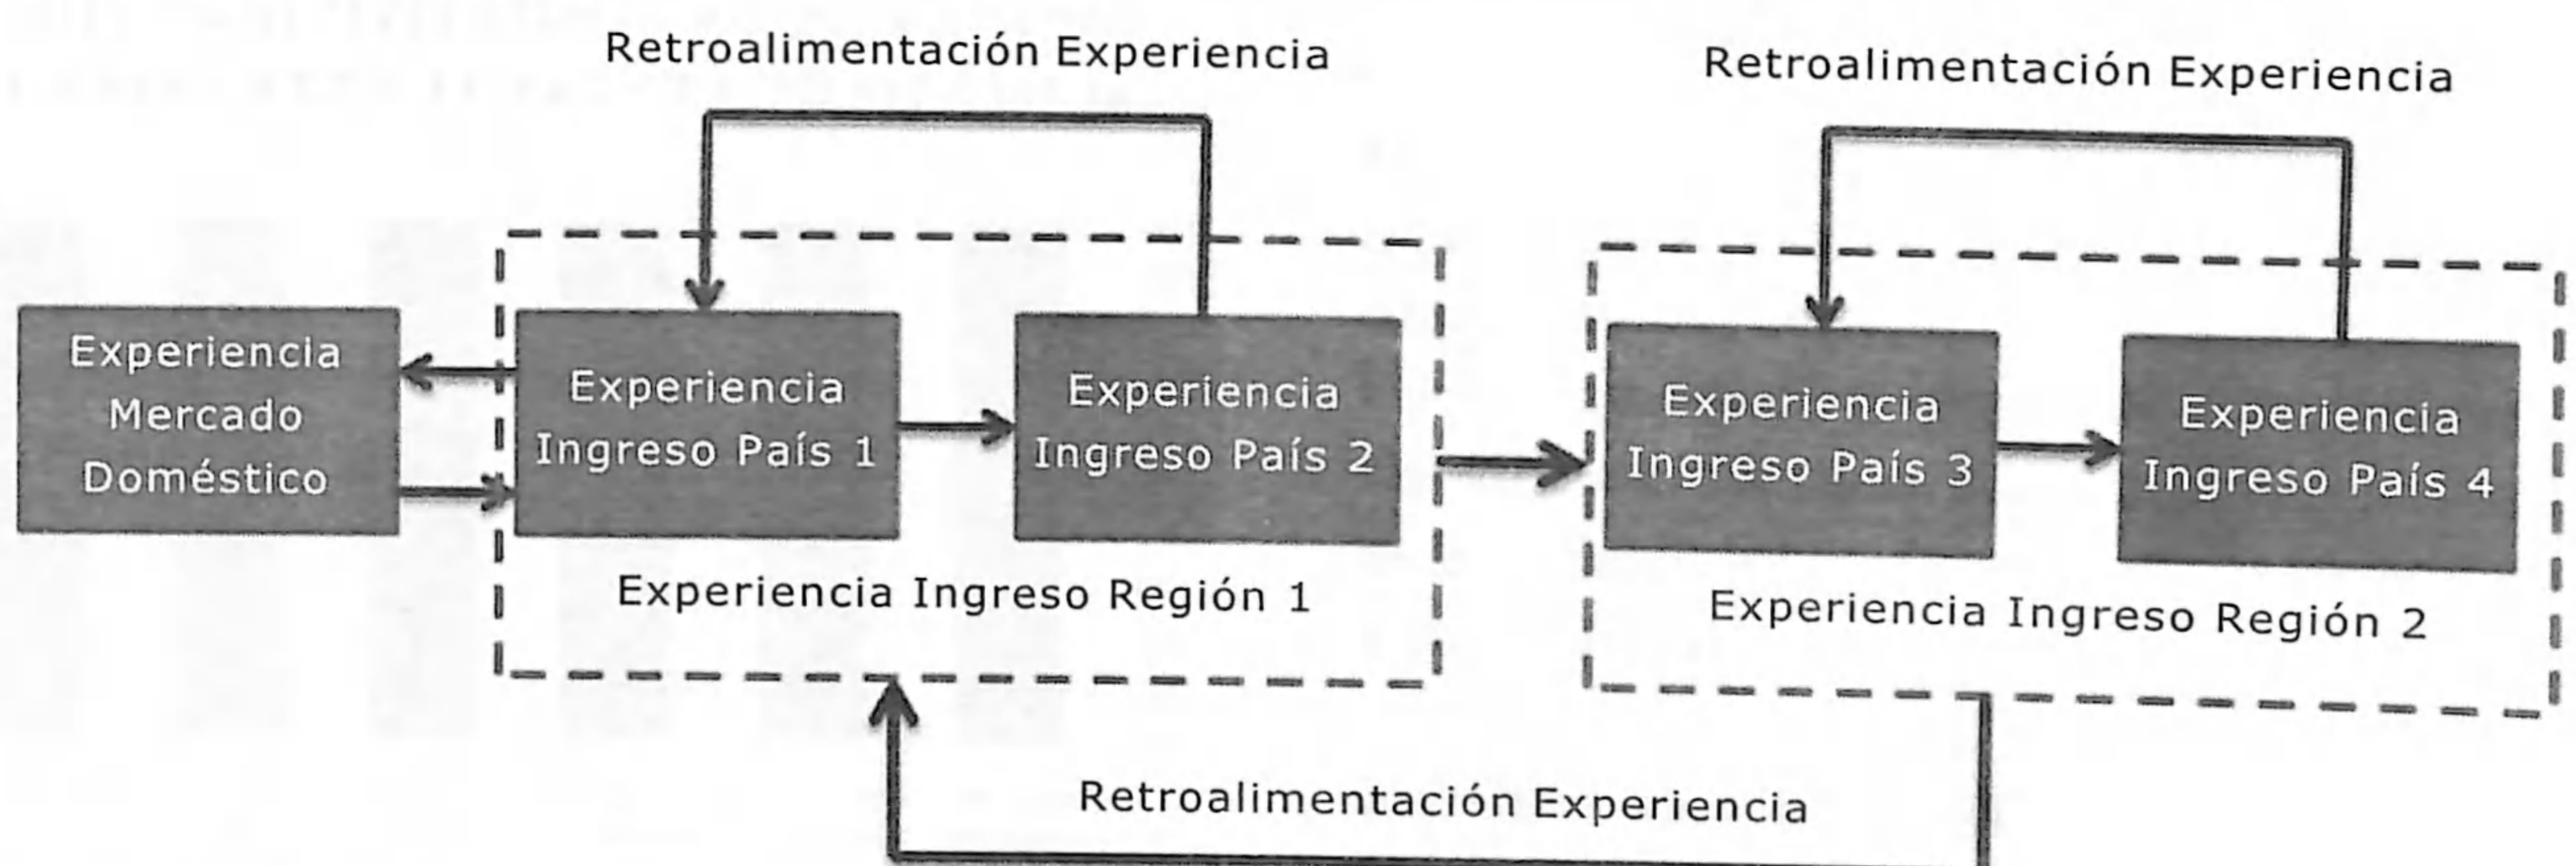 Retroalimentación Experiencia
Retroalimentación Experiencia
Experiencia
Mercado
Doméstico
Experiencia
Ingreso País 1
Experiencia
Ingreso País 2
Experiencia Ingreso Región 1
Experiencia
Ingreso País 3
Experiencia
Ingreso País 4
Experiencia Ingreso Región 2
Retroalimentación Experiencia